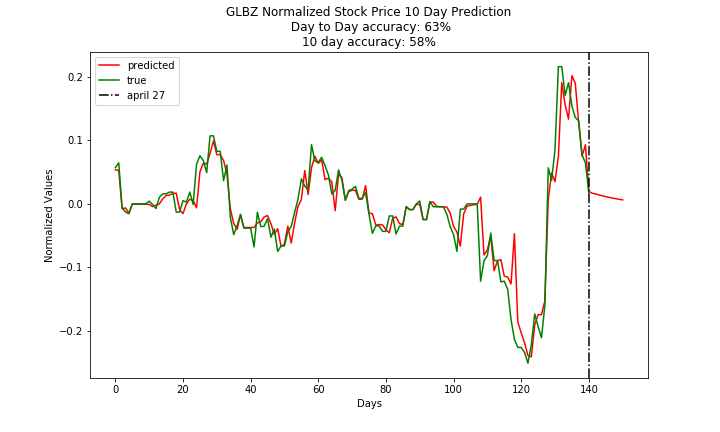 GLBZ Normalized Stock Price 10 Day Prediction
Day to Day accuracy: 63%
10 day accuracy: 58%
predicted
true
april 27
0.2
0.1
0.0
−0.1
−0.2
Normalized Values
0 20 40 60 80 100 120 140
Days